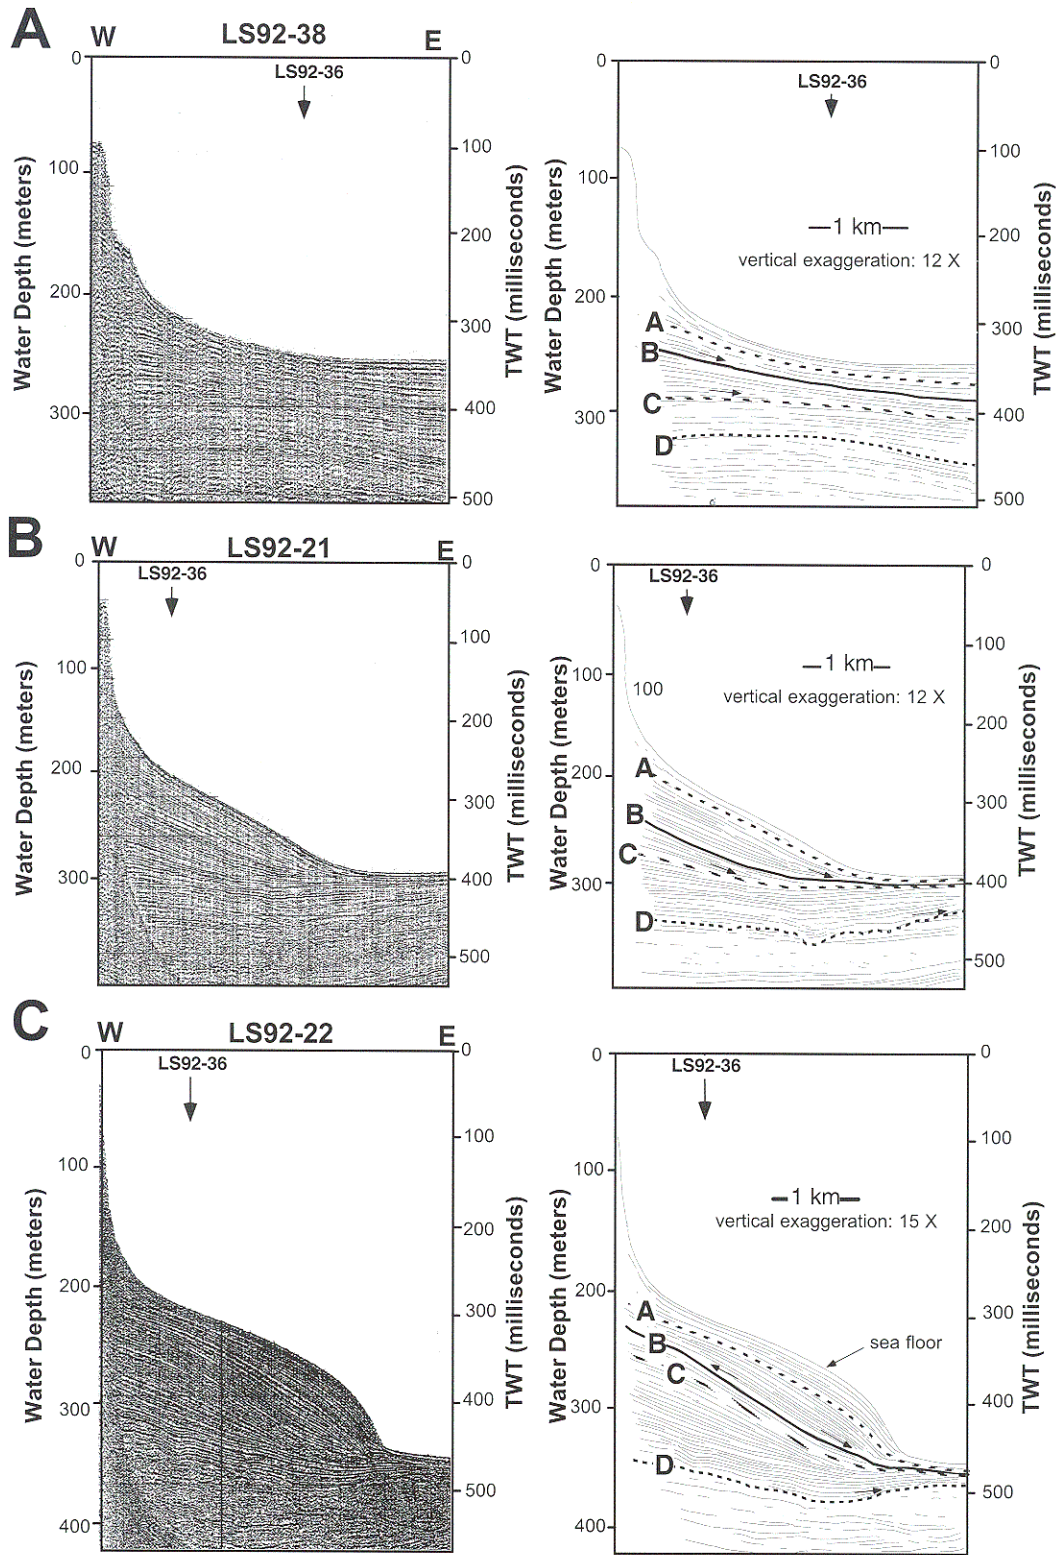 A
W LS92-38 E
0 0
LS92-36
100 100
200
200
300
300 400
500
Water Depth (meters)
TWT (milliseconds)
0 0
LS92-36
100 100
1 km
200
vertical exaggeration: 12 X
200
A 300
B
C
300 400
D
500
Water Depth (meters)
TWT (milliseconds)
B
W LS92-21 E
0 0
LS92-36
100
100
200
200
300
300 400
500
Water Depth (meters)
TWT (milliseconds)
0 0
LS92-36
100
1 km
100 100
vertical exaggeration: 12 X
200
A
200
300
B
C
300 400
D
500
Water Depth (meters)
TWT (milliseconds)
C
W LS92-22 E
0 0
LS92-36
100
100
200
200
300
300 400
500
400
Water Depth (meters)
TWT (milliseconds)
0 0
LS92-36
100
100
1 km
vertical exaggeration: 15 X
200
200
A 300
B sea floor
C
300 400
D
500
400
Water Depth (meters)
TWT (milliseconds)